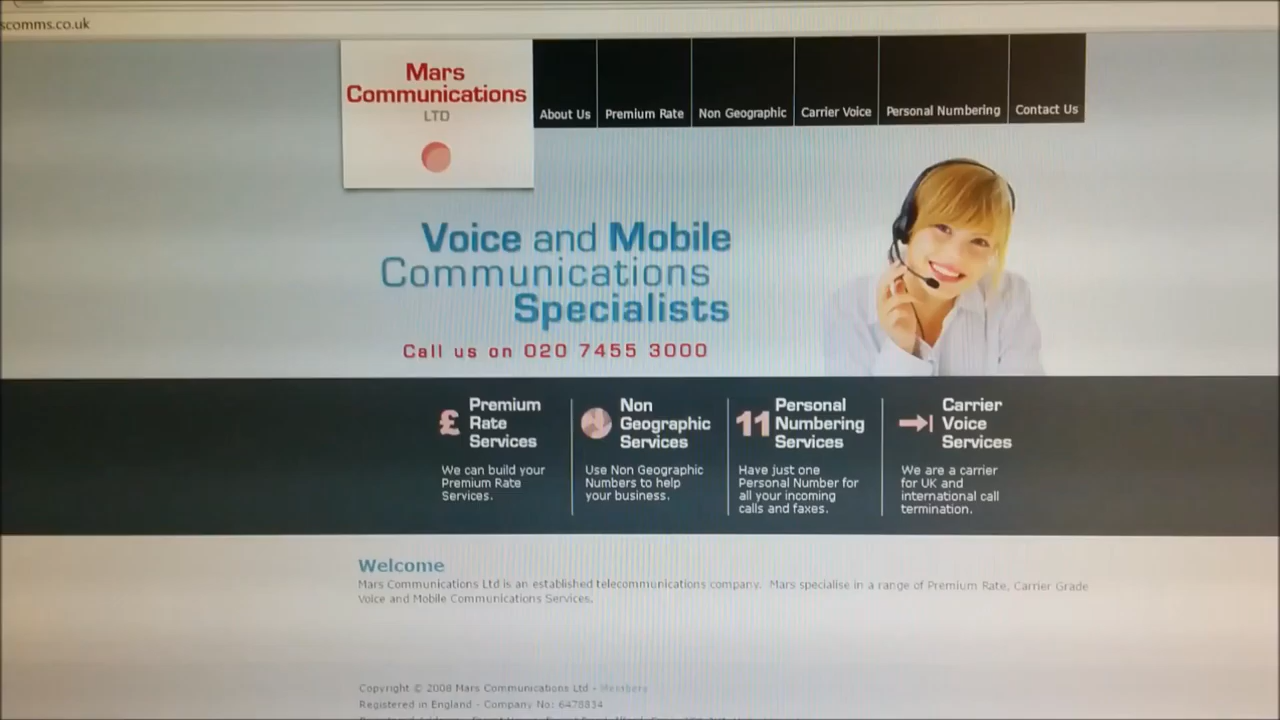 scomms.co.uk
Mars
Communications
LTD
About Us
Premium Rate
Non Geographic
Carrier Voice
Personal Numbering
Contact Us
Voice and Mobile
Communications
Specialists
Call us on 020 7455 3000
£
Premium
Rate
Services
We can build your
Premium Rate
Services.
Non
Geographic
Services
Use Non Geographic
Numbers to help
your business.
11
Personal
Numbering
Services
Have just one
Personal Number for
all your incoming
calls and faxes.
Carrier
Voice
Services
We are a carrier
for UK and
international call
termination.
Welcome
Mars Communications Ltd is an established telecommunications company. Mars specialise in a range of Premium Rate, Carrier Grade
Voice and Mobile Communications Services.
Copyright © 2008 Mars Communications Ltd - Members
Registered in England - Company No: 6478834